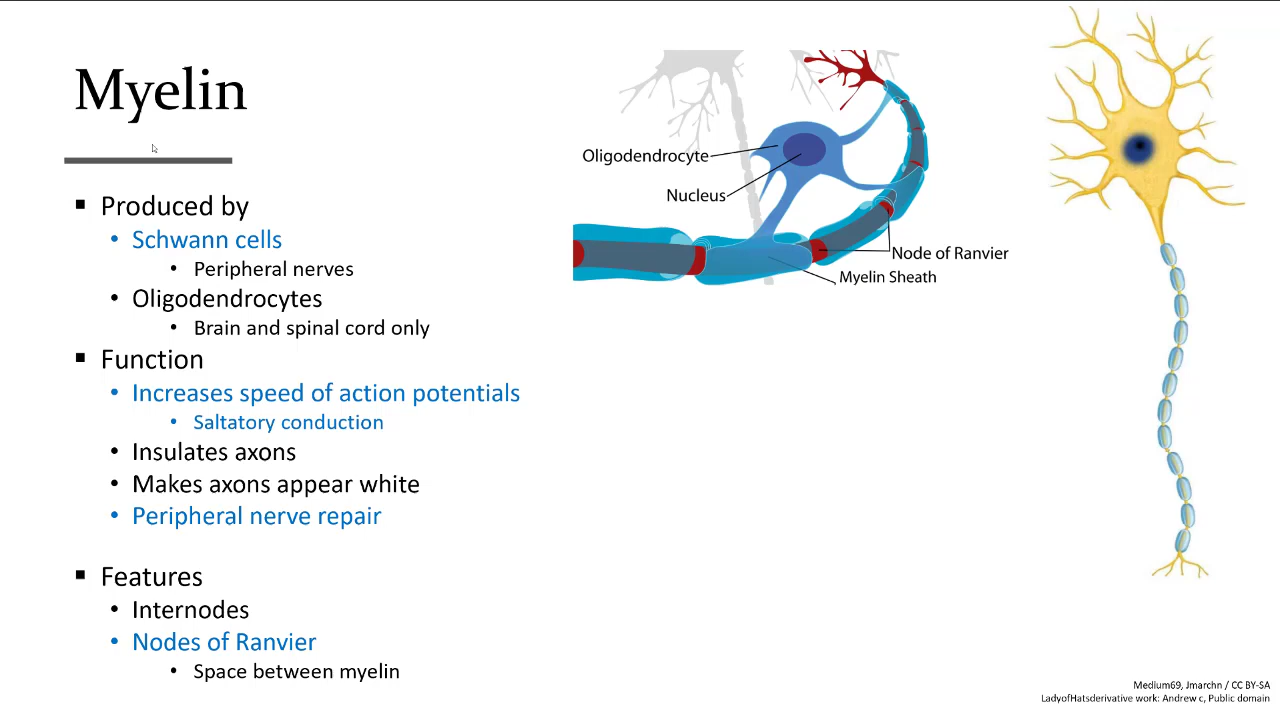 Myelin
Produced by
Schwann cells
Peripheral nerves
Oligodendrocytes
Brain and spinal cord only
Function
Increases speed of action potentials
Saltatory conduction
Insulates axons
Makes axons appear white
Peripheral nerve repair
Features
Internodes
Nodes of Ranvier
Space between myelin
Oligodendrocyte
Nucleus
Node of Ranvier
Myelin Sheath
Medium69, Jmarchn / CC BY-SA
LadyofHatsderivative work: Andrew c, Public domain